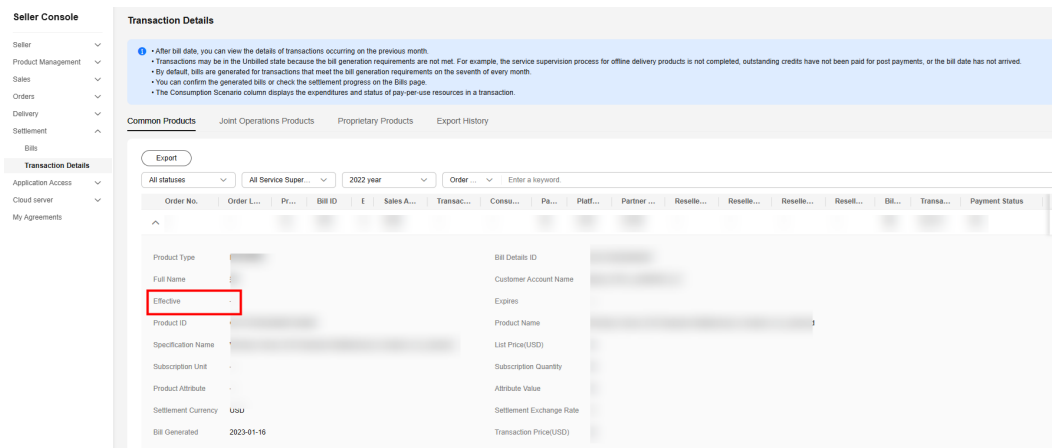 Seller Console
Transaction Details
Seller
Product Management
Sales
Orders
Delivery
Settlement
Bills
Transaction Details
Application Access
Cloud server
My Agreements
• After bill date, you can view the details of transactions occurring on the previous month.
• Transactions may be in the Unbilled state because the bill generation requirements are not met. For example, the service supervision process for offline delivery products is not completed, outstanding credits have not been paid for post payments, or the bill date has not arrived.
• By default, bills are generated for transactions that meet the bill generation requirements on the seventh of every month.
• You can confirm the generated bills or check the settlement progress on the Bills page.
• The Consumption Scenario column displays the expenditures and status of pay-per-use resources in a transaction.
Common Products Joint Operations Products Proprietary Products Export History
Export
All statuses All Service Super... 2022 year Order ... Enter a keyword.
Order No. Order L... Pr... Bill ID E Sales A... Transac... Consu... Pa... Platf... Partner ... Reselle... Reselle... Reselle... Resell... Bil... Transa... Payment Status
Product Type Bill Details ID
Full Name Customer Account Name
Effective - Expires
Product ID Product Name
Specification Name List Price(USD)
Subscription Unit - Subscription Quantity
Product Attribute - Attribute Value
Settlement Currency USD Settlement Exchange Rate
Bill Generated 2023-01-16 Transaction Price(USD)